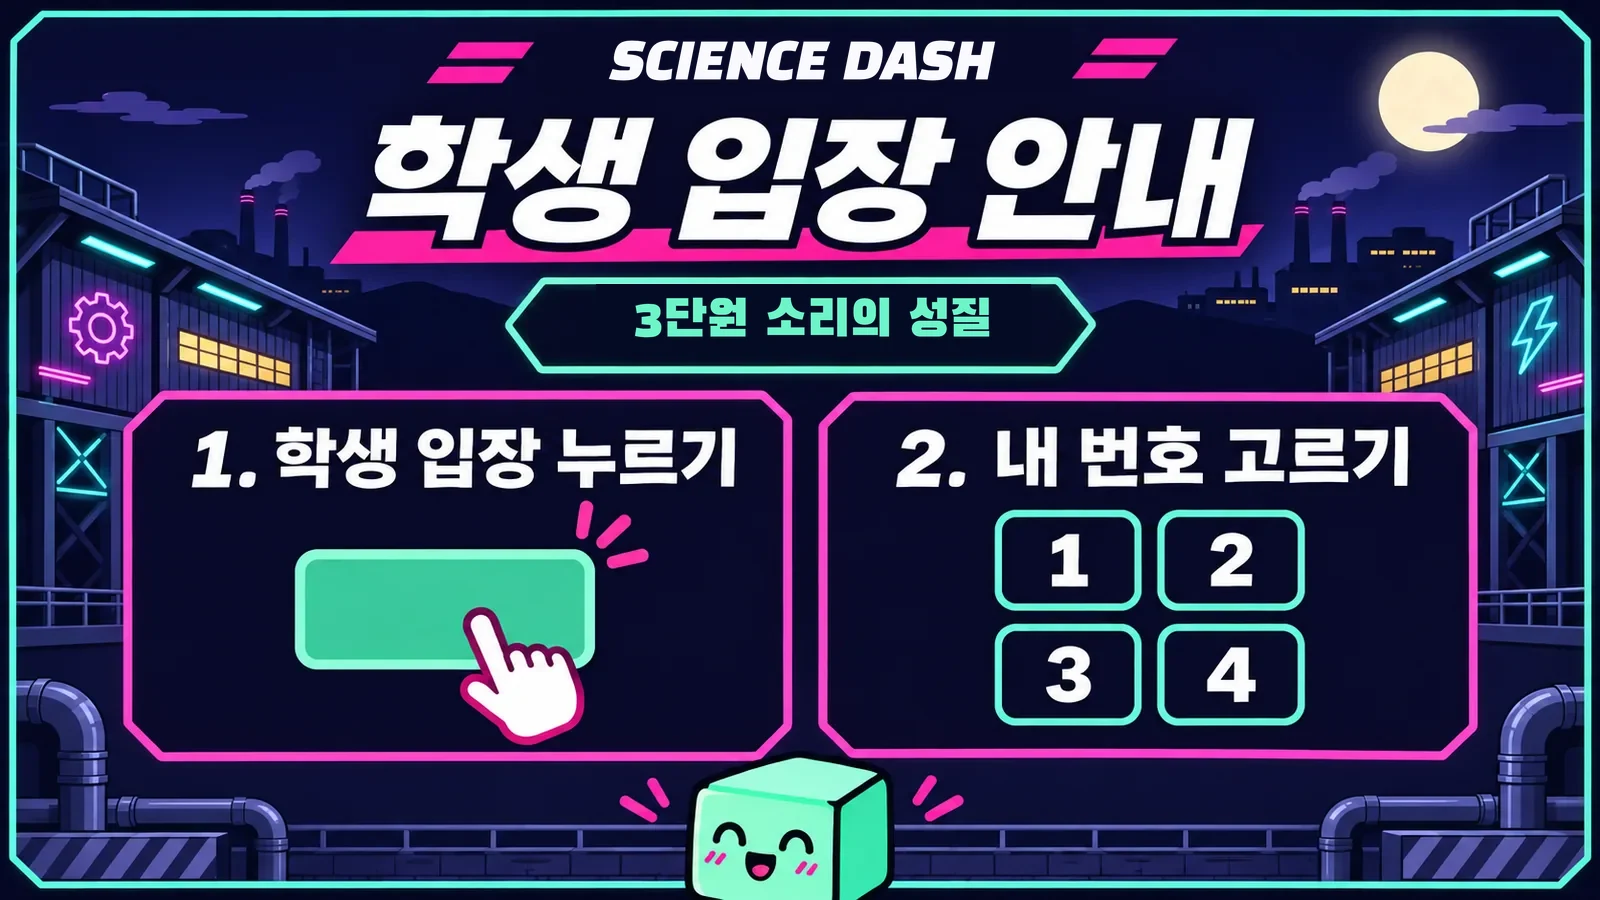 SCIENCE DASH
학생 입장 안내
3단원 소리의 성질
1. 학생 입장 누르기
2. 내 번호 고르기
1 2
3 4